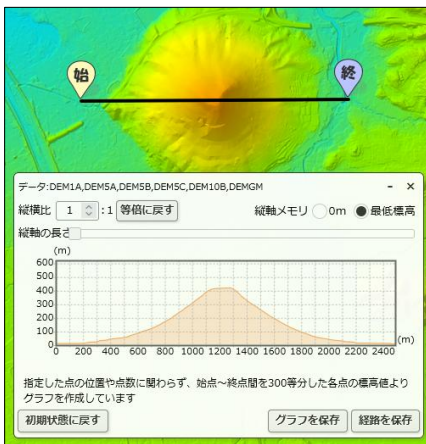 始
終
データ:DEM1A,DEM5A,DEM5B,DEM5C,DEM10B,DEMGM - ×
縦横比 1 :1 等倍に戻す 縦軸メモリ 0m 最低標高
縦軸の長さ
(m)
600
500
400
300
200
100
0
0 200 400 600 800 1000 1200 1400 1600 1800 2000 2200 2400 (m)
指定した点の位置や点数に関わらず、始点～終点間を300等分した各点の標高値より
グラフを作成しています
初期状態に戻す グラフを保存 経路を保存